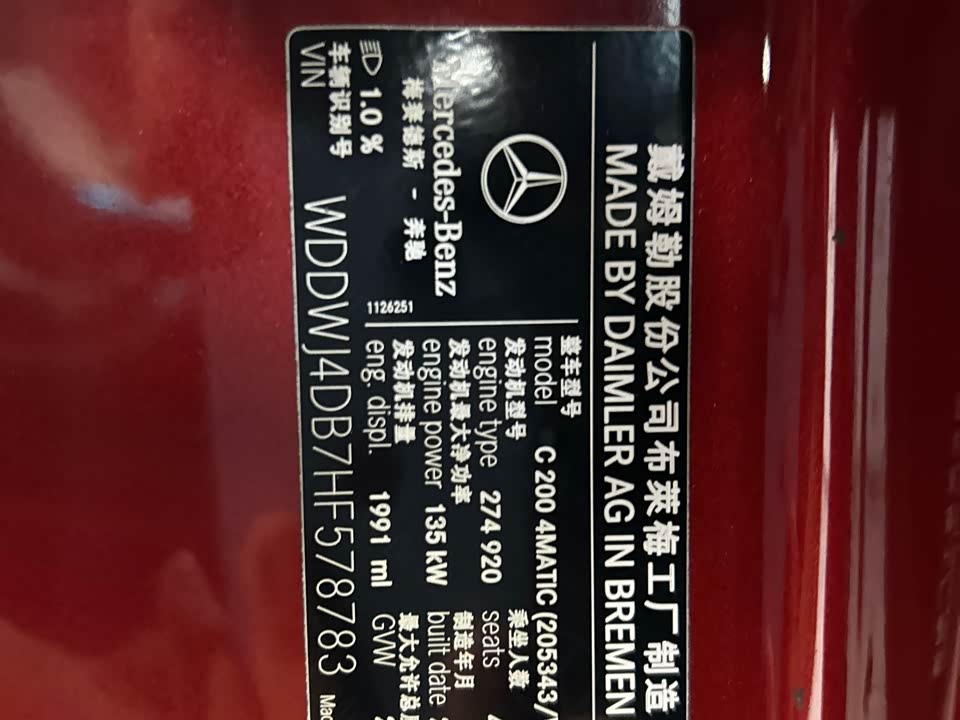 戴姆勒股份公司布莱梅工厂制造
MADE BY DAIMLER AG IN BREMEN
Mercedes-Benz
梅赛德斯 - 奔驰
1.0 %
1126251
整车型号
model C 200 4MATIC (205343/
发动机型号 乘坐人数
engine type 274 920 seats
发动机最大净功率 制造年月
engine power 135 kW built date
发动机排量 最大允许总
eng. displ. 1991 ml GVW
车辆识别号
VIN WDDWJ4DB7HF578783 Mad